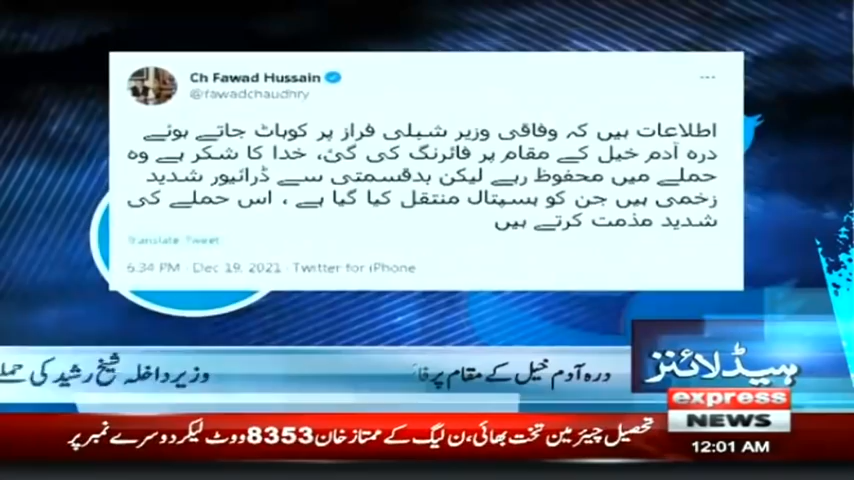 Ch Fawad Hussain
@fawadchaudhry
...
اطلاعات ہیں کہ وفاقی وزیر شبلی فراز پر کوہاٹ جاتے ہوئے
درہ آدم خیل کے مقام پر فائرنگ کی گئ، خدا کا شکر ہے وہ
حملے میں محفوظ رہے لیکن بدقسمتی سے ڈرائیور شدید
زخمی ہیں جن کو ہسپتال منتقل کیا گیا ہے ، اس حملے کی
شدید مذمت کرتے ہیں
Translate Tweet
6:34 PM · Dec 19, 2021 · Twitter for iPhone
ہیڈلائنز
درہ آدم خیل کے مقام پر
وزیر داخلہ شیخ رشید کی
express
NEWS
12:01 AM
تحصیل چیئرمین تخت بھائی،ن لیگ کے ممتاز خان 8353 ووٹ لیکر دوسرے نمبر پر